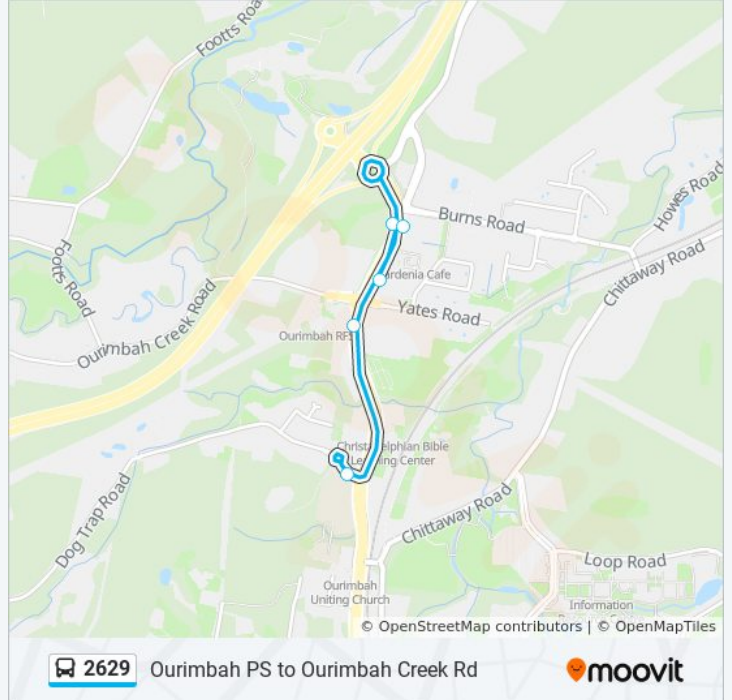 Footts Roa
Burns Road
Howes Road
Footts Road
ardenia Cafe
Chittaway Road
Yates Road
Ourimbah Creek Road
Ourimbah RFS
Christadelphian Bible
Learning Center
Dog Trap Road
Chittaway Road
Loop Road
Ourimbah
Uniting Church
Information
© OpenStreetMap contributors | © OpenMapTiles
2629 Ourimbah PS to Ourimbah Creek Rd
moovit